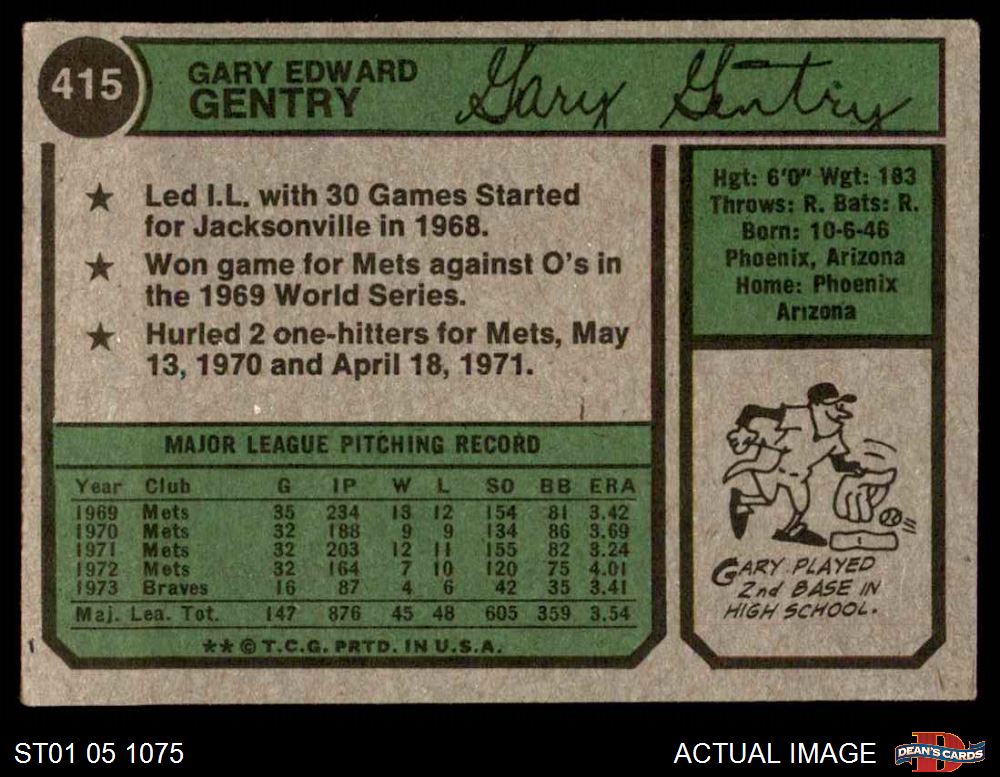 415
GARY EDWARD
GENTRY
Gary Gentry
★ Led I.L. with 30 Games Started
for Jacksonville in 1968.
★ Won game for Mets against O's in
the 1969 World Series.
★ Hurled 2 one-hitters for Mets, May
13, 1970 and April 18, 1971.
Hgt: 6'0" Wgt: 183
Throws: R. Bats: R.
Born: 10-6-46
Phoenix, Arizona
Home: Phoenix
Arizona
MAJOR LEAGUE PITCHING RECORD
Year Club G IP W L SO BB ERA
1969 Mets 35 234 13 12 154 81 3.42
1970 Mets 32 188 9 9 134 86 3.69
1971 Mets 32 203 12 11 155 82 3.24
1972 Mets 32 164 7 10 120 75 4.01
1973 Braves 16 87 4 6 42 35 3.41
Maj. Lea. Tot. 147 876 45 48 605 359 3.54
**© T.C.G. PRTD. IN U.S.A.
GARY PLAYED
2nd BASE IN
HIGH SCHOOL.
ST01 05 1075
ACTUAL IMAGE
DEAN'S CARDS